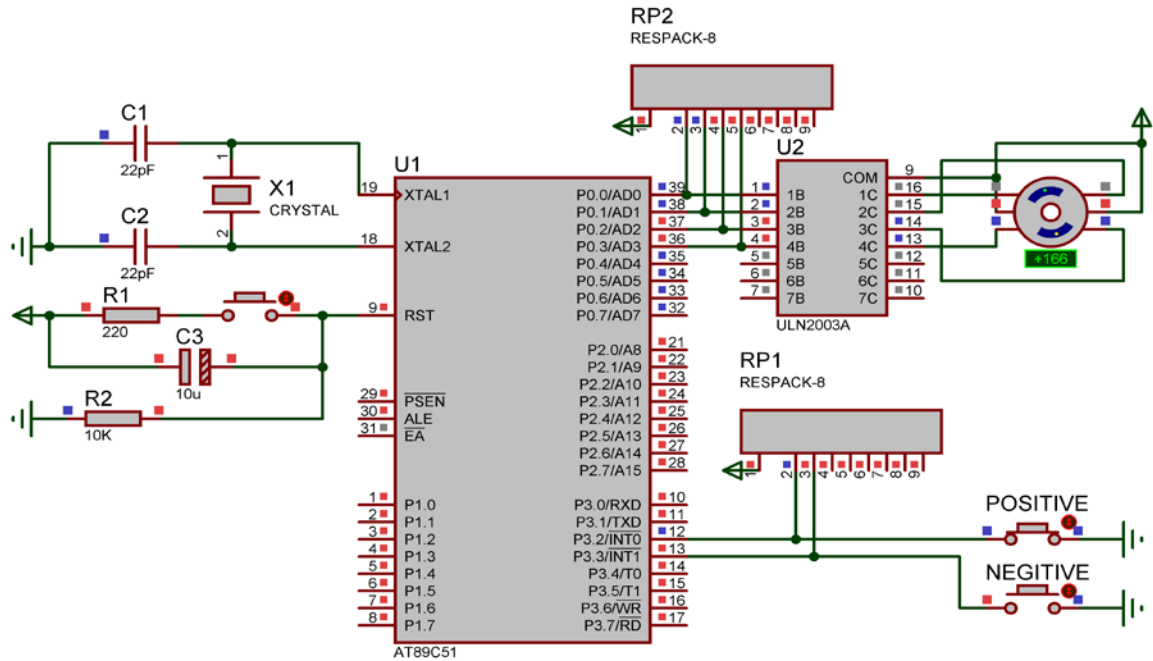 RP2
RESPACK-8
1
2
3
4
5
6
7
8
9
C1
22pF
1
X1
CRYSTAL
2
C2
22pF
R1
220
C3
10u
R2
10K
U1
19 XTAL1
18 XTAL2
9 RST
29 PSEN
30 ALE
31 EA
1 P1.0
2 P1.1
3 P1.2
4 P1.3
5 P1.4
6 P1.5
7 P1.6
8 P1.7
P0.0/AD0 39
P0.1/AD1 38
P0.2/AD2 37
P0.3/AD3 36
P0.4/AD4 35
P0.5/AD5 34
P0.6/AD6 33
P0.7/AD7 32
P2.0/A8 21
P2.1/A9 22
P2.2/A10 23
P2.3/A11 24
P2.4/A12 25
P2.5/A13 26
P2.6/A14 27
P2.7/A15 28
P3.0/RXD 10
P3.1/TXD 11
P3.2/INT0 12
P3.3/INT1 13
P3.4/T0 14
P3.5/T1 15
P3.6/WR 16
P3.7/RD 17
AT89C51
U2
COM 9
1 1B 1C 16
2 2B 2C 15
3 3B 3C 14
4 4B 4C 13
5 5B 5C 12
6 6B 6C 11
7 7B 7C 10
ULN2003A
+166
RP1
RESPACK-8
1
2
3
4
5
6
7
8
9
POSITIVE
NEGITIVE